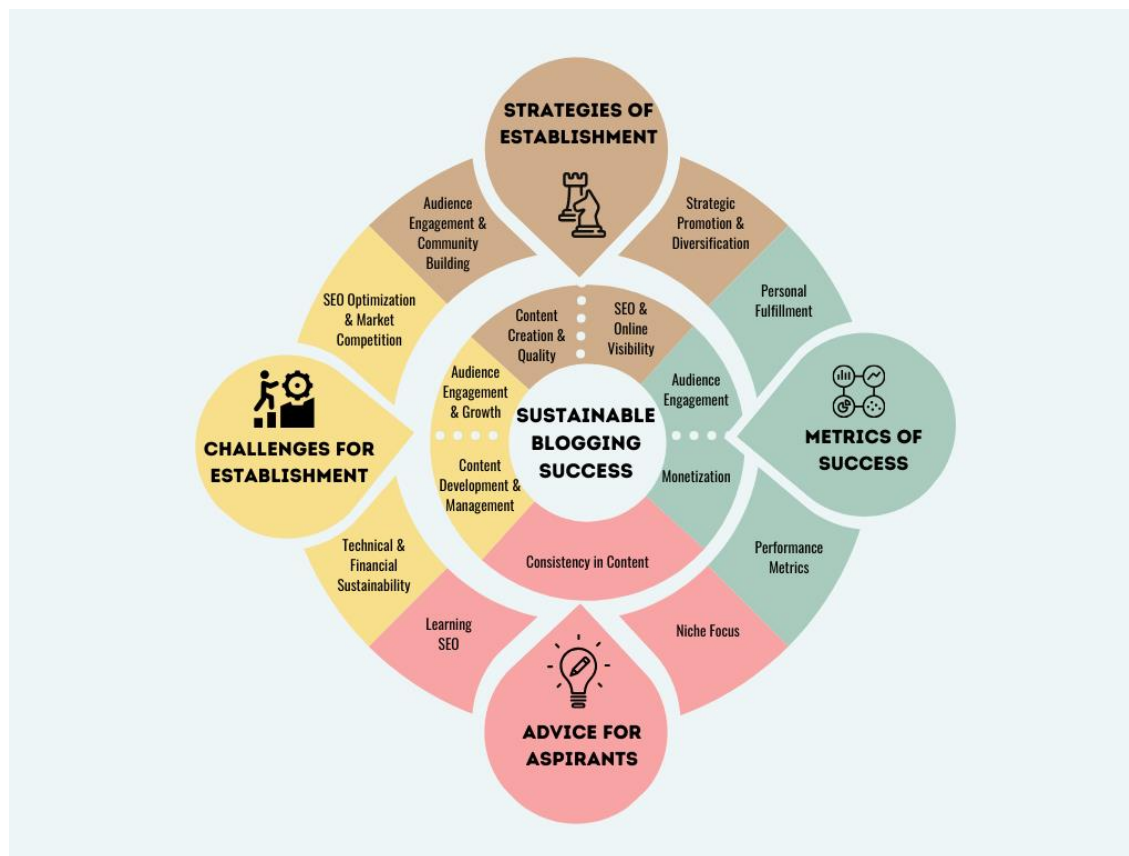 STRATEGIES OF
ESTABLISHMENT
Audience
Engagement &
Community
Building
Strategic
Promotion &
Diversification
SEO Optimization
& Market
Competition
Personal
Fulfillment
Content
Creation &
Quality
SEO &
Online
Visibility
Audience
Engagement
& Growth
Audience
Engagement
CHALLENGES FOR
ESTABLISHMENT
SUSTAINABLE
BLOGGING
SUCCESS
METRICS OF
SUCCESS
Content
Development &
Management
Monetization
Technical &
Financial
Sustainability
Consistency in Content
Performance
Metrics
Learning
SEO
Niche Focus
ADVICE FOR
ASPIRANTS